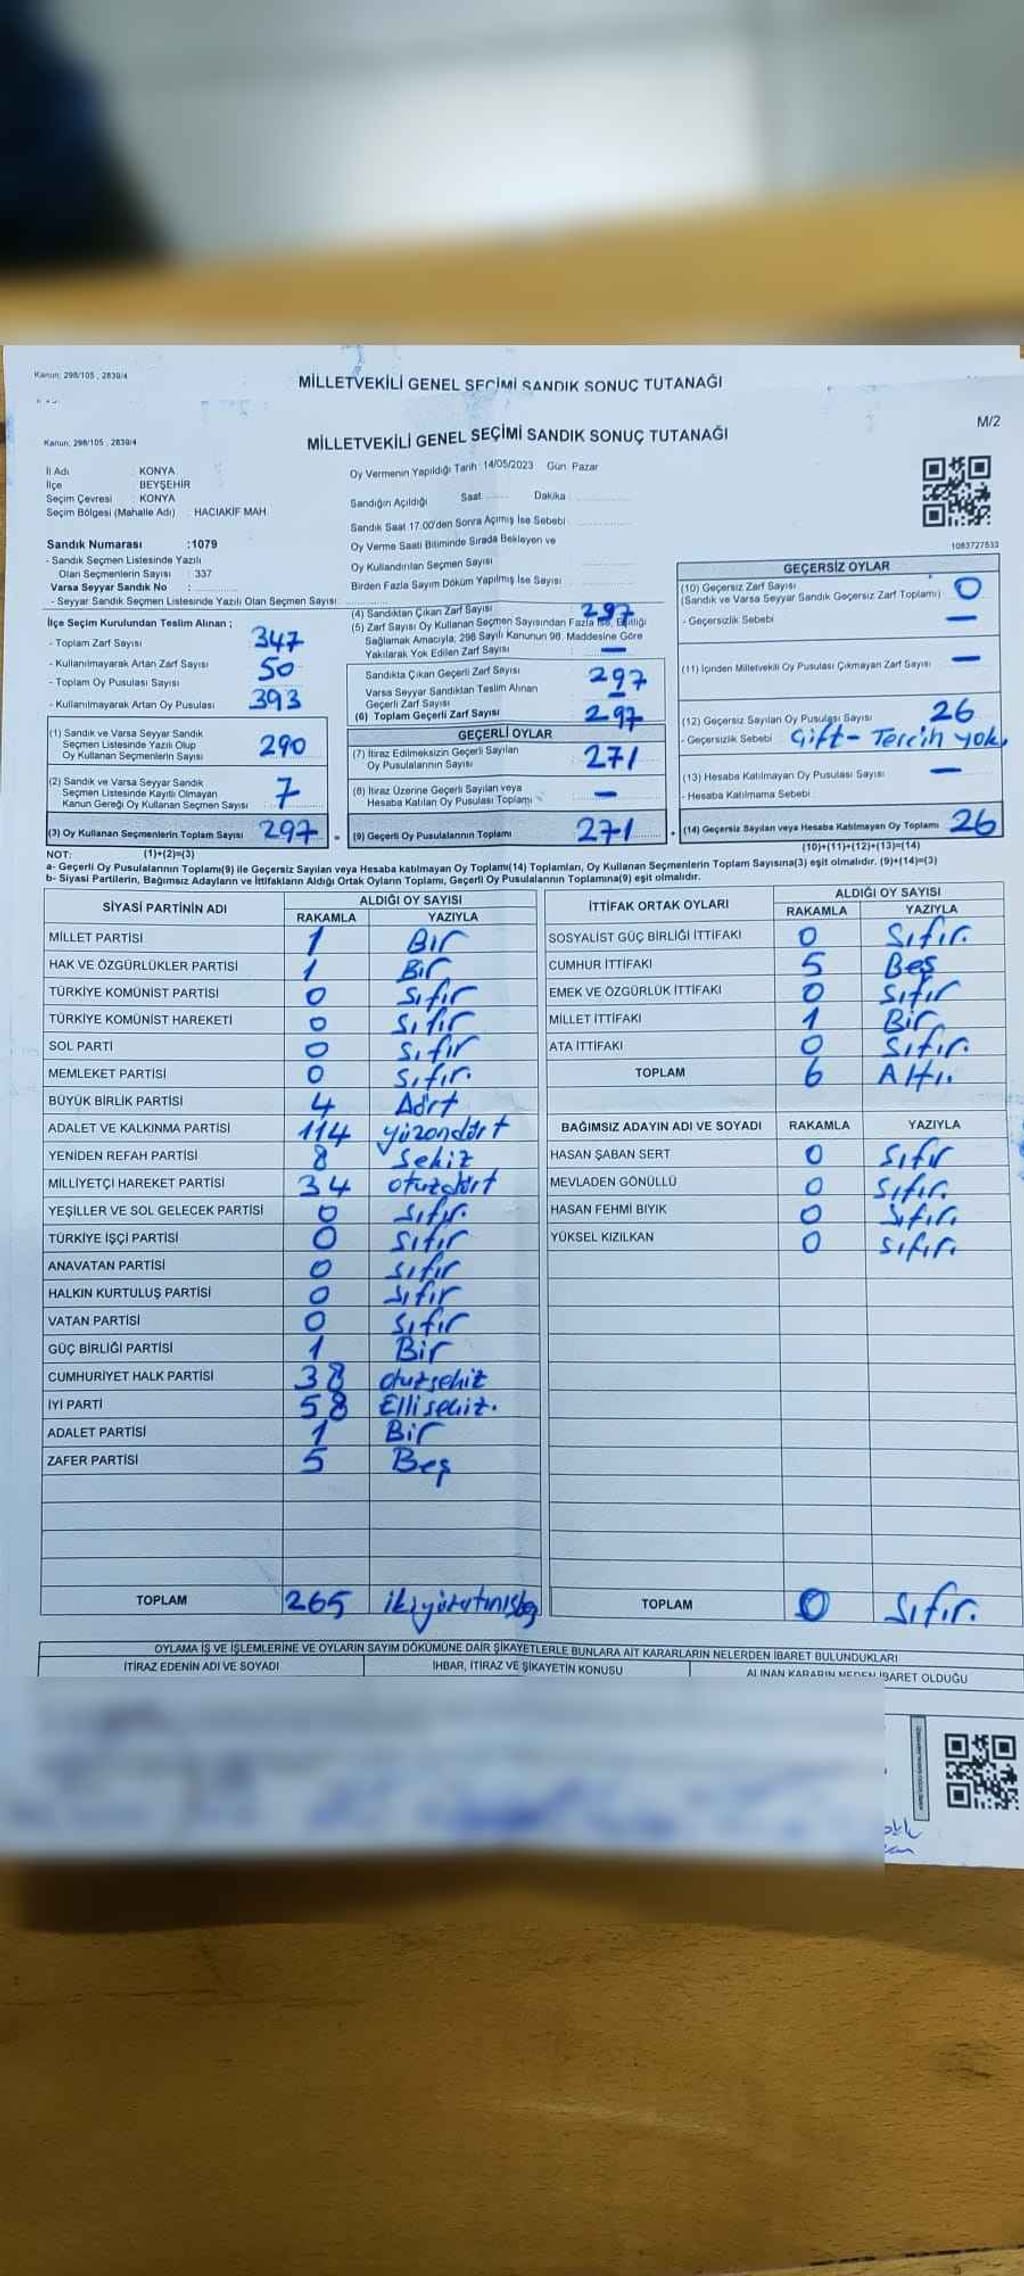 Kanun: 298/105 , 2839/4
MİLLETVEKİLİ GENEL SEÇİMİ SANDIK SONUÇ TUTANAĞI
M/2
Kanun: 298/105 , 2839/4
MİLLETVEKİLİ GENEL SEÇİMİ SANDIK SONUÇ TUTANAĞI
İl Adı : KONYA
İlçe : BEYŞEHİR
Seçim Çevresi : KONYA
Seçim Bölgesi (Mahalle Adı) : HACIAKİF MAH.
Sandık Numarası :1079
- Sandık Seçmen Listesinde Yazılı
Olan Seçmenlerin Sayısı : 337
Varsa Seyyar Sandık No :
- Seyyar Sandık Seçmen Listesinde Yazılı Olan Seçmen Sayısı:
İlçe Seçim Kurulundan Teslim Alınan ;
- Toplam Zarf Sayısı 347
- Kullanılmayarak Artan Zarf Sayısı 50
- Toplam Oy Pusulası Sayısı
- Kullanılmayarak Artan Oy Pusulası 393
(1) Sandık ve Varsa Seyyar Sandık
Seçmen Listesinde Yazılı Olup
Oy Kullanan Seçmenlerin Sayısı 290
(2) Sandık ve Varsa Seyyar Sandık
Seçmen Listesinde Kayıtlı Olmayan
Kanun Gereği Oy Kullanan Seçmen Sayısı 7
(3) Oy Kullanan Seçmenlerin Toplam Sayısı 297 =
(1)+(2)=(3)
Oy Vermenin Yapıldığı Tarih 14/05/2023 Gün Pazar
Sandığın Açıldığı Saat Dakika
Sandık Saat 17.00'den Sonra Açılmış İse Sebebi
Oy Verme Saati Bitiminde Sırada Bekleyen ve
Oy Kullandırılan Seçmen Sayısı
Birden Fazla Sayım Döküm Yapılmış İse Sayısı
(4) Sandıktan Çıkan Zarf Sayısı 297
(5) Zarf Sayısı Oy Kullanan Seçmen Sayısından Fazla İse, Eşitliği
Sağlamak Amacıyla, 298 Sayılı Kanunun 98. Maddesine Göre
Yakılarak Yok Edilen Zarf Sayısı : —
Sandıkta Çıkan Geçerli Zarf Sayısı 297
Varsa Seyyar Sandıktan Teslim Alınan
Geçerli Zarf Sayısı —
(6) Toplam Geçerli Zarf Sayısı 297
GEÇERLİ OYLAR
(7) İtiraz Edilmeksizin Geçerli Sayılan
Oy Pusulalarının Sayısı 271
(8) İtiraz Üzerine Geçerli Sayılan veya
Hesaba Katılan Oy Pusulası Toplamı —
(9) Geçerli Oy Pusulalarının Toplamı 271 +
1083727533
GEÇERSİZ OYLAR
(10) Geçersiz Zarf Sayısı
(Sandık ve Varsa Seyyar Sandık Geçersiz Zarf Toplamı) 0
- Geçersizlik Sebebi —
(11) İçinden Milletvekili Oy Pusulası Çıkmayan Zarf Sayısı —
(12) Geçersiz Sayılan Oy Pusulası Sayısı 26
- Geçersizlik Sebebi Çift - Tercih yok,
(13) Hesaba Katılmayan Oy Pusulası Sayısı —
- Hesaba Katılmama Sebebi
(14) Geçersiz Sayılan veya Hesaba Katılmayan Oy Toplamı 26
(10)+(11)+(12)+(13)=(14)
NOT:
a- Geçerli Oy Pusulalarının Toplamı(9) ile Geçersiz Sayılan veya Hesaba katılmayan Oy Toplamı(14) Toplamları, Oy Kullanan Seçmenlerin Toplam Sayısına(3) eşit olmalıdır. (9)+(14)=(3)
b- Siyasi Partilerin, Bağımsız Adayların ve İttifakların Aldığı Ortak Oyların Toplamı, Geçerli Oy Pusulalarının Toplamına(9) eşit olmalıdır.
SİYASİ PARTİNİN ADI ALDIĞI OY SAYISI
RAKAMLA YAZIYLA
MİLLET PARTİSİ 1 Bir
HAK VE ÖZGÜRLÜKLER PARTİSİ 1 Bir
TÜRKİYE KOMÜNİST PARTİSİ 0 Sıfır
TÜRKİYE KOMÜNİST HAREKETİ 0 Sıfır
SOL PARTİ 0 Sıfır
MEMLEKET PARTİSİ 0 Sıfır.
BÜYÜK BİRLİK PARTİSİ 4 Dört
ADALET VE KALKINMA PARTİSİ 114 yüzondört
YENİDEN REFAH PARTİSİ 8 Sekiz
MİLLİYETÇİ HAREKET PARTİSİ 34 otuzdört
YEŞİLLER VE SOL GELECEK PARTİSİ 0 Sıfır.
TÜRKİYE İŞÇİ PARTİSİ 0 Sıfır
ANAVATAN PARTİSİ 0 Sıfır
HALKIN KURTULUŞ PARTİSİ 0 Sıfır
VATAN PARTİSİ 0 Sıfır
GÜÇ BİRLİĞİ PARTİSİ 1 Bir
CUMHURİYET HALK PARTİSİ 38 otuzsekiz
İYİ PARTİ 58 Ellisekiz.
ADALET PARTİSİ 1 Bir
ZAFER PARTİSİ 5 Beş
TOPLAM 265 ikiyüzatmışbeş
İTTİFAK ORTAK OYLARI ALDIĞI OY SAYISI
RAKAMLA YAZIYLA
SOSYALİST GÜÇ BİRLİĞİ İTTİFAKI 0 Sıfır.
CUMHUR İTTİFAKI 5 Beş
EMEK VE ÖZGÜRLÜK İTTİFAKI 0 Sıfır
MİLLET İTTİFAKI 1 Bir
ATA İTTİFAKI 0 Sıfır.
TOPLAM 6 Altı.
BAĞIMSIZ ADAYIN ADI VE SOYADI RAKAMLA YAZIYLA
HASAN ŞABAN SERT 0 Sıfır
MEVLADEN GÖNÜLLÜ 0 Sıfır.
HASAN FEHMİ BIYIK 0 Sıfır.
YÜKSEL KIZILKAN 0 Sıfır.
TOPLAM 0 Sıfır.
OYLAMA İŞ VE İŞLEMLERİNE VE OYLARIN SAYIM DÖKÜMÜNE DAİR ŞİKAYETLERLE BUNLARA AİT KARARLARIN NELERDEN İBARET BULUNDUKLARI
İTİRAZ EDENİN ADI VE SOYADI İHBAR, İTİRAZ VE ŞİKAYETİN KONUSU ALINAN KARARIN NEDEN İBARET OLDUĞU